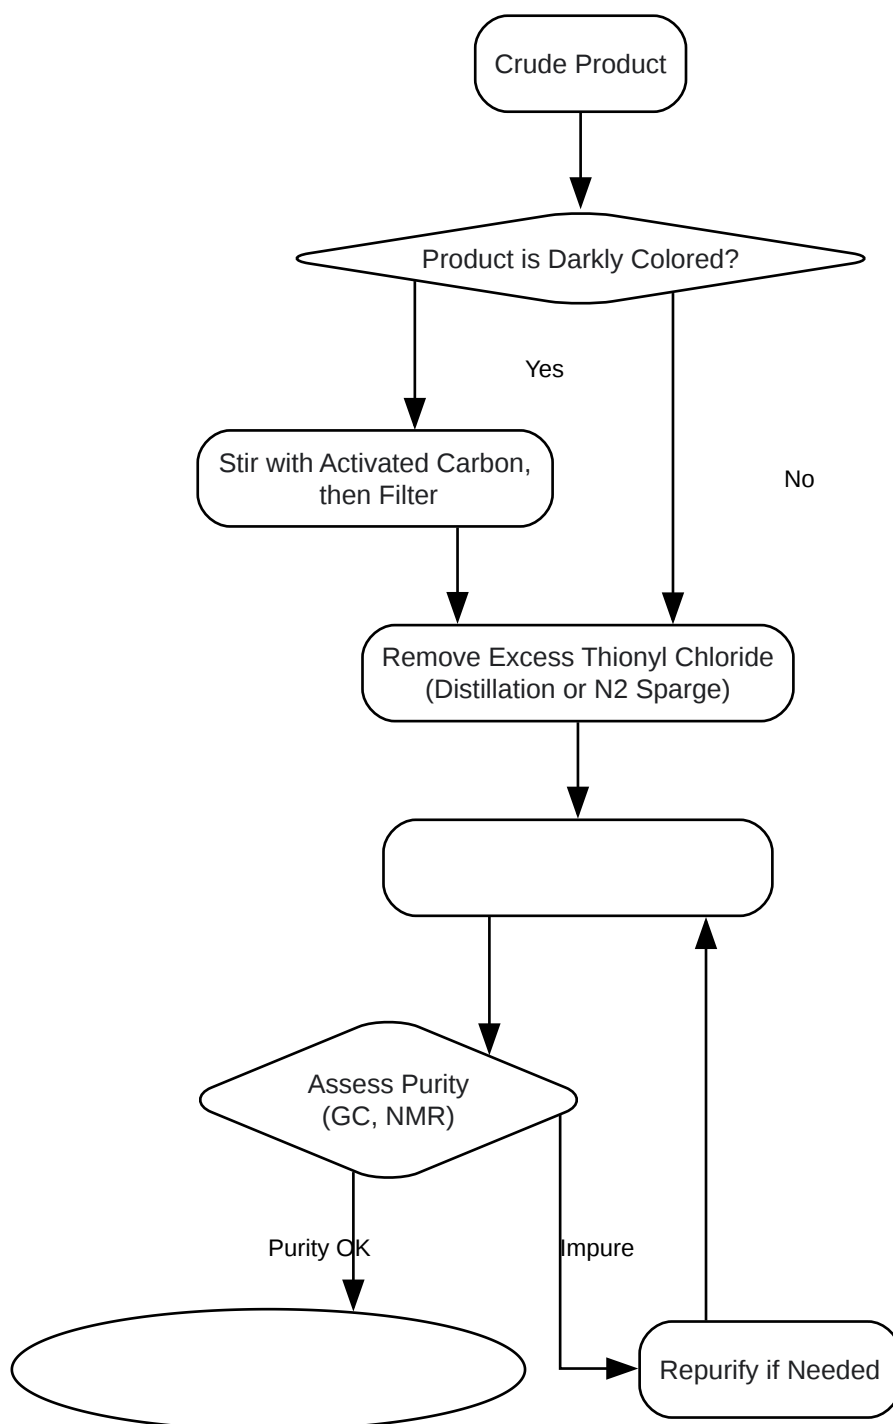 Crude Product
Product is Darkly Colored?
Yes
Stir with Activated Carbon,
then Filter
No
Remove Excess Thionyl Chloride
(Distillation or N2 Sparge)
Assess Purity
(GC, NMR)
Purity OK
Impure
Repurify if Needed